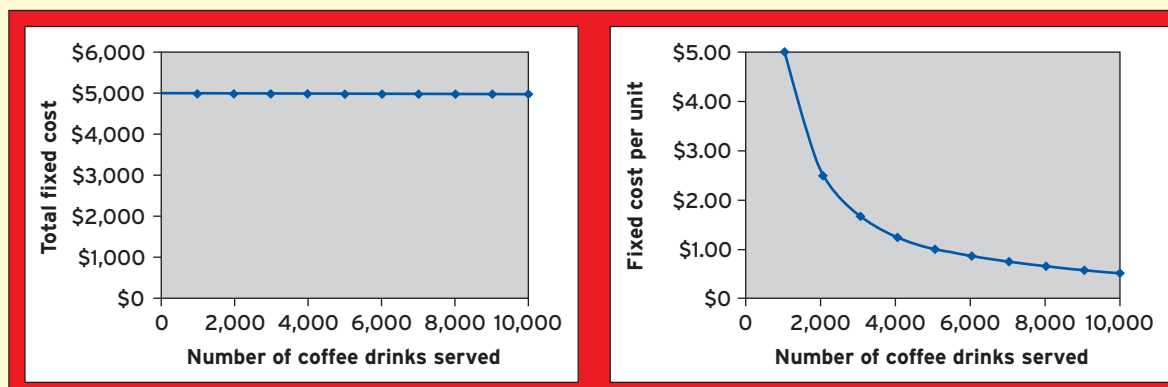 $6,000
$5,000
$4,000
$3,000
$2,000
$1,000
$0
Total fixed cost
0 2,000 4,000 6,000 8,000 10,000
Number of coffee drinks served
$5.00
$4.00
$3.00
$2.00
$1.00
$0
Fixed cost per unit
0 2,000 4,000 6,000 8,000 10,000
Number of coffee drinks served